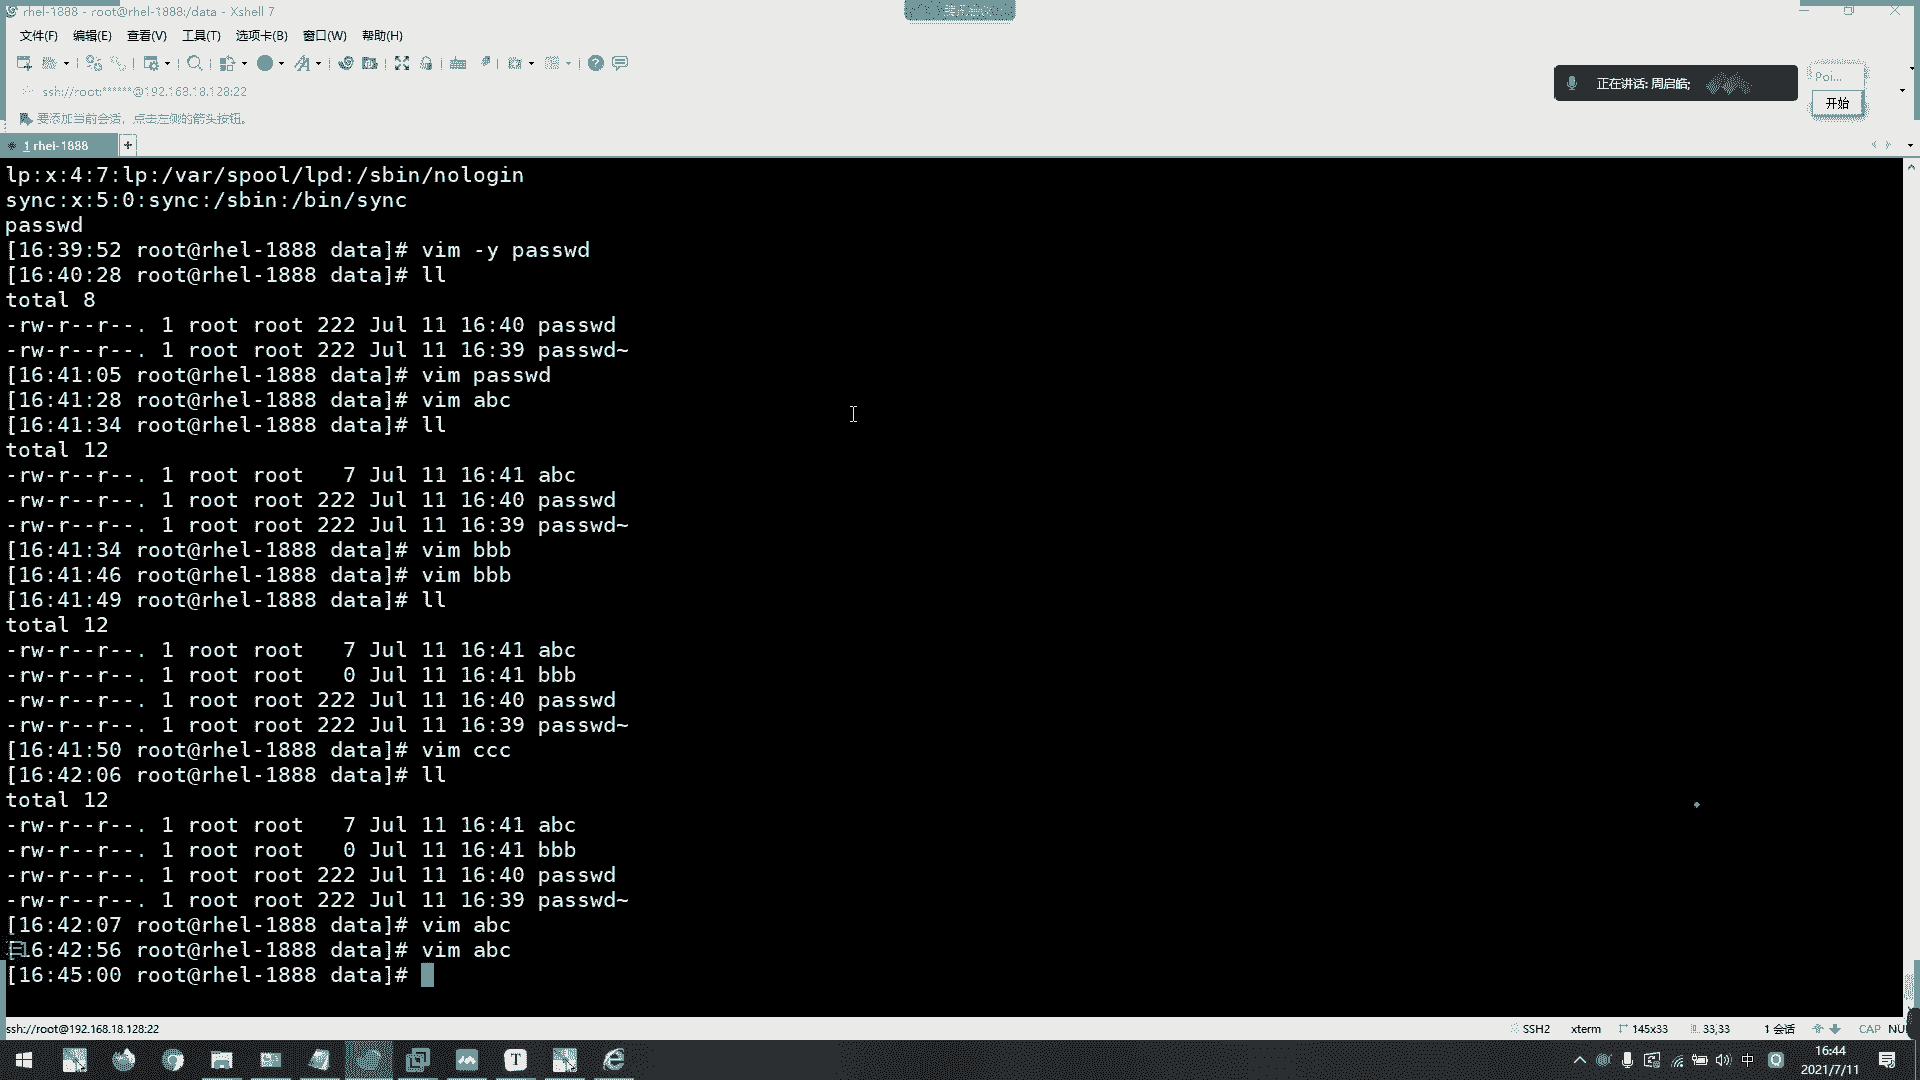 rhel-1888 - root@rhel-1888:/data - Xshell 7
文件(F) 编辑(E) 查看(V) 工具(T) 选项卡(B) 窗口(W) 帮助(H)
ssh://root:******@192.168.18.128:22
正在讲话: 周启皓;
Poi...
开始
要添加当前会话，点击左侧的箭头按钮。
1 rhel-1888
+
lp:x:4:7:lp:/var/spool/lpd:/sbin/nologin
sync:x:5:0:sync:/sbin:/bin/sync
passwd
[16:39:52 root@rhel-1888 data]# vim -y passwd
[16:40:28 root@rhel-1888 data]# ll
total 8
-rw-r--r--. 1 root root 222 Jul 11 16:40 passwd
-rw-r--r--. 1 root root 222 Jul 11 16:39 passwd~
[16:41:05 root@rhel-1888 data]# vim passwd
[16:41:28 root@rhel-1888 data]# vim abc
[16:41:34 root@rhel-1888 data]# ll
total 12
-rw-r--r--. 1 root root   7 Jul 11 16:41 abc
-rw-r--r--. 1 root root 222 Jul 11 16:40 passwd
-rw-r--r--. 1 root root 222 Jul 11 16:39 passwd~
[16:41:34 root@rhel-1888 data]# vim bbb
[16:41:46 root@rhel-1888 data]# vim bbb
[16:41:49 root@rhel-1888 data]# ll
total 12
-rw-r--r--. 1 root root   7 Jul 11 16:41 abc
-rw-r--r--. 1 root root   0 Jul 11 16:41 bbb
-rw-r--r--. 1 root root 222 Jul 11 16:40 passwd
-rw-r--r--. 1 root root 222 Jul 11 16:39 passwd~
[16:41:50 root@rhel-1888 data]# vim ccc
[16:42:06 root@rhel-1888 data]# ll
total 12
-rw-r--r--. 1 root root   7 Jul 11 16:41 abc
-rw-r--r--. 1 root root   0 Jul 11 16:41 bbb
-rw-r--r--. 1 root root 222 Jul 11 16:40 passwd
-rw-r--r--. 1 root root 222 Jul 11 16:39 passwd~
[16:42:07 root@rhel-1888 data]# vim abc
16:42:56 root@rhel-1888 data]# vim abc
[16:45:00 root@rhel-1888 data]#
ssh://root@192.168.18.128:22 SSH2 xterm 145x33 33,33 1 会话 CAP NU
中
16:44
2021/7/11